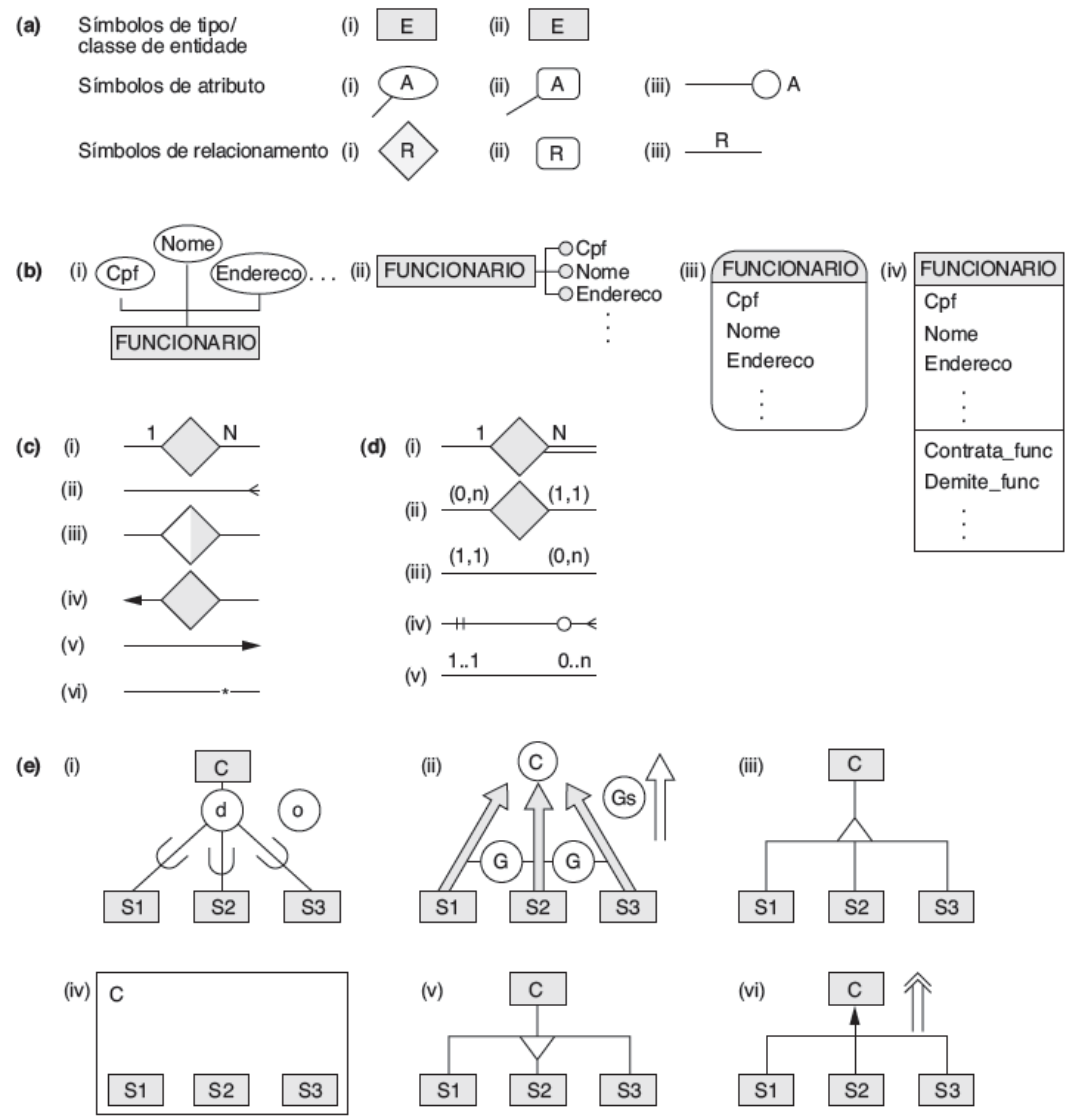 (a) Símbolos de tipo/ (i) E (ii) E
classe de entidade
Símbolos de atributo (i) A (ii) A (iii) A
Símbolos de relacionamento (i) R (ii) R (iii) R
(b) (i) Cpf Nome Endereco . . .
FUNCIONARIO
(ii) FUNCIONARIO
Cpf
Nome
Endereco
(iii) FUNCIONARIO
Cpf
Nome
Endereco
(iv) FUNCIONARIO
Cpf
Nome
Endereco
Contrata_func
Demite_func
(c) (i) 1 N
(ii)
(iii)
(iv)
(v)
(vi) *
(d) (i) 1 N
(ii) (0,n) (1,1)
(iii) (1,1) (0,n)
(iv)
(v) 1..1 0..n
(e) (i) C
d o
S1 S2 S3
(ii) C
Gs
G G
S1 S2 S3
(iii) C
S1 S2 S3
(iv) C
S1 S2 S3
(v) C
S1 S2 S3
(vi) C
S1 S2 S3